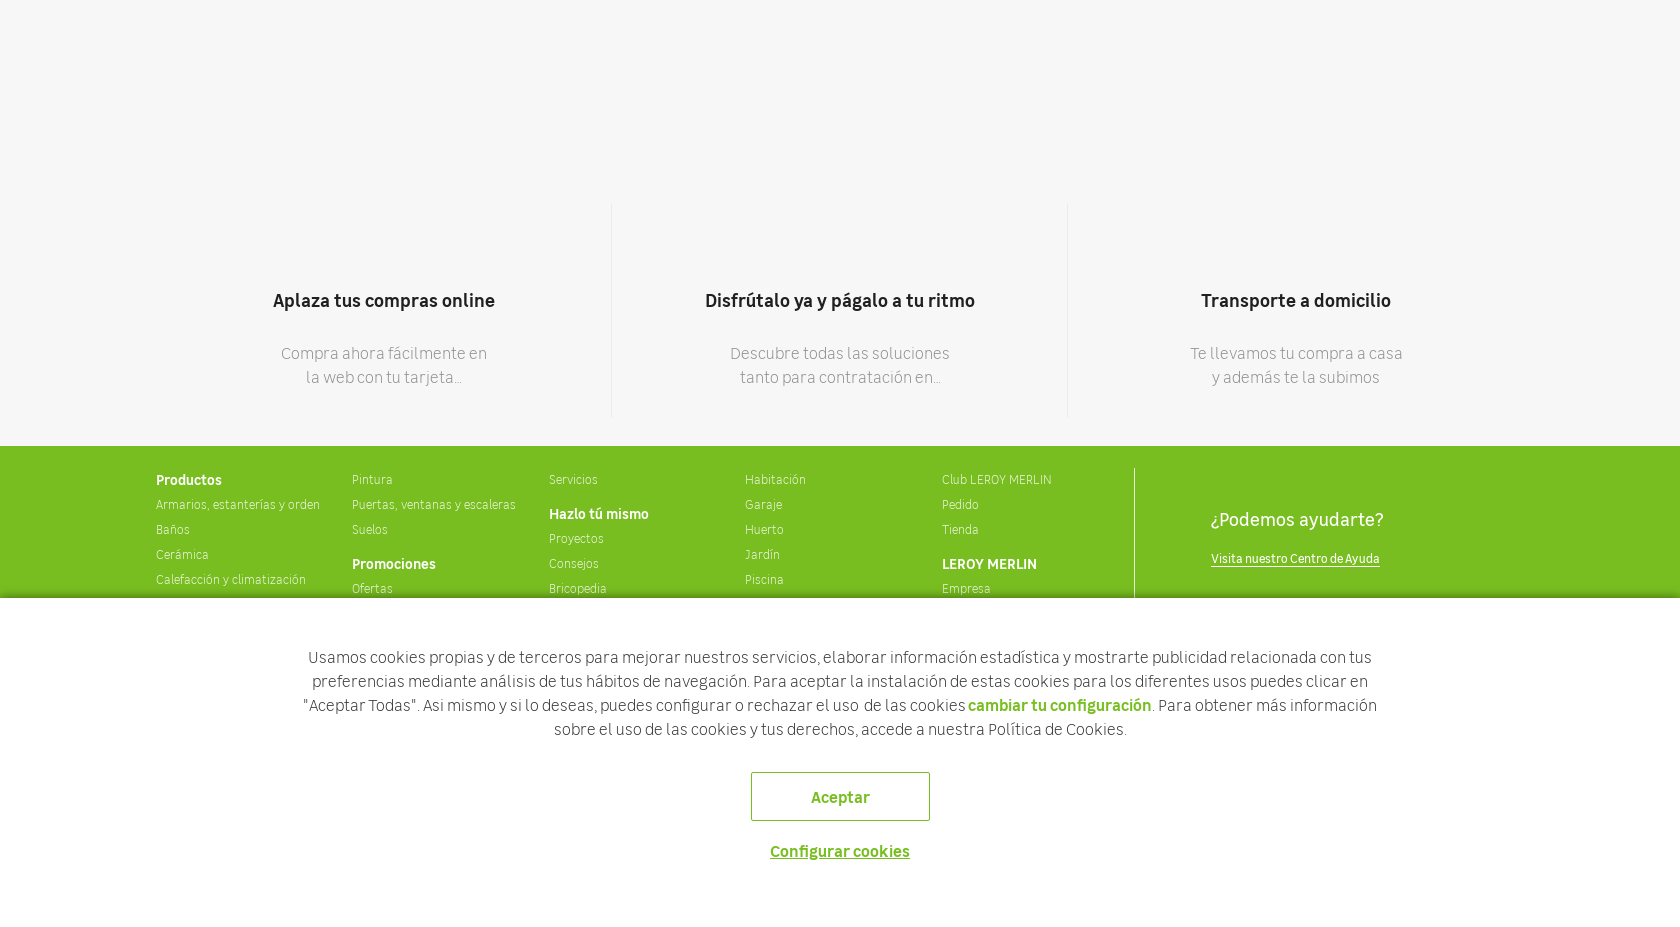 Aplaza tus compras online
Compra ahora fácilmente en
la web con tu tarjeta...
Disfrútalo ya y págalo a tu ritmo
Descubre todas las soluciones
tanto para contratación en...
Transporte a domicilio
Te llevamos tu compra a casa
y además te la subimos
Productos
Armarios, estanterías y orden
Baños
Cerámica
Calefacción y climatización
Pintura
Puertas, ventanas y escaleras
Suelos
Promociones
Ofertas
Servicios
Hazlo tú mismo
Proyectos
Consejos
Bricopedia
Habitación
Garaje
Huerto
Jardín
Piscina
Club LEROY MERLIN
Pedido
Tienda
LEROY MERLIN
Empresa
¿Podemos ayudarte?
Visita nuestro Centro de Ayuda
Usamos cookies propias y de terceros para mejorar nuestros servicios, elaborar información estadística y mostrarte publicidad relacionada con tus
preferencias mediante análisis de tus hábitos de navegación. Para aceptar la instalación de estas cookies para los diferentes usos puedes clicar en
"Aceptar Todas". Asi mismo y si lo deseas, puedes configurar o rechazar el uso de las cookies cambiar tu configuración. Para obtener más información
sobre el uso de las cookies y tus derechos, accede a nuestra Política de Cookies.
Aceptar
Configurar cookies